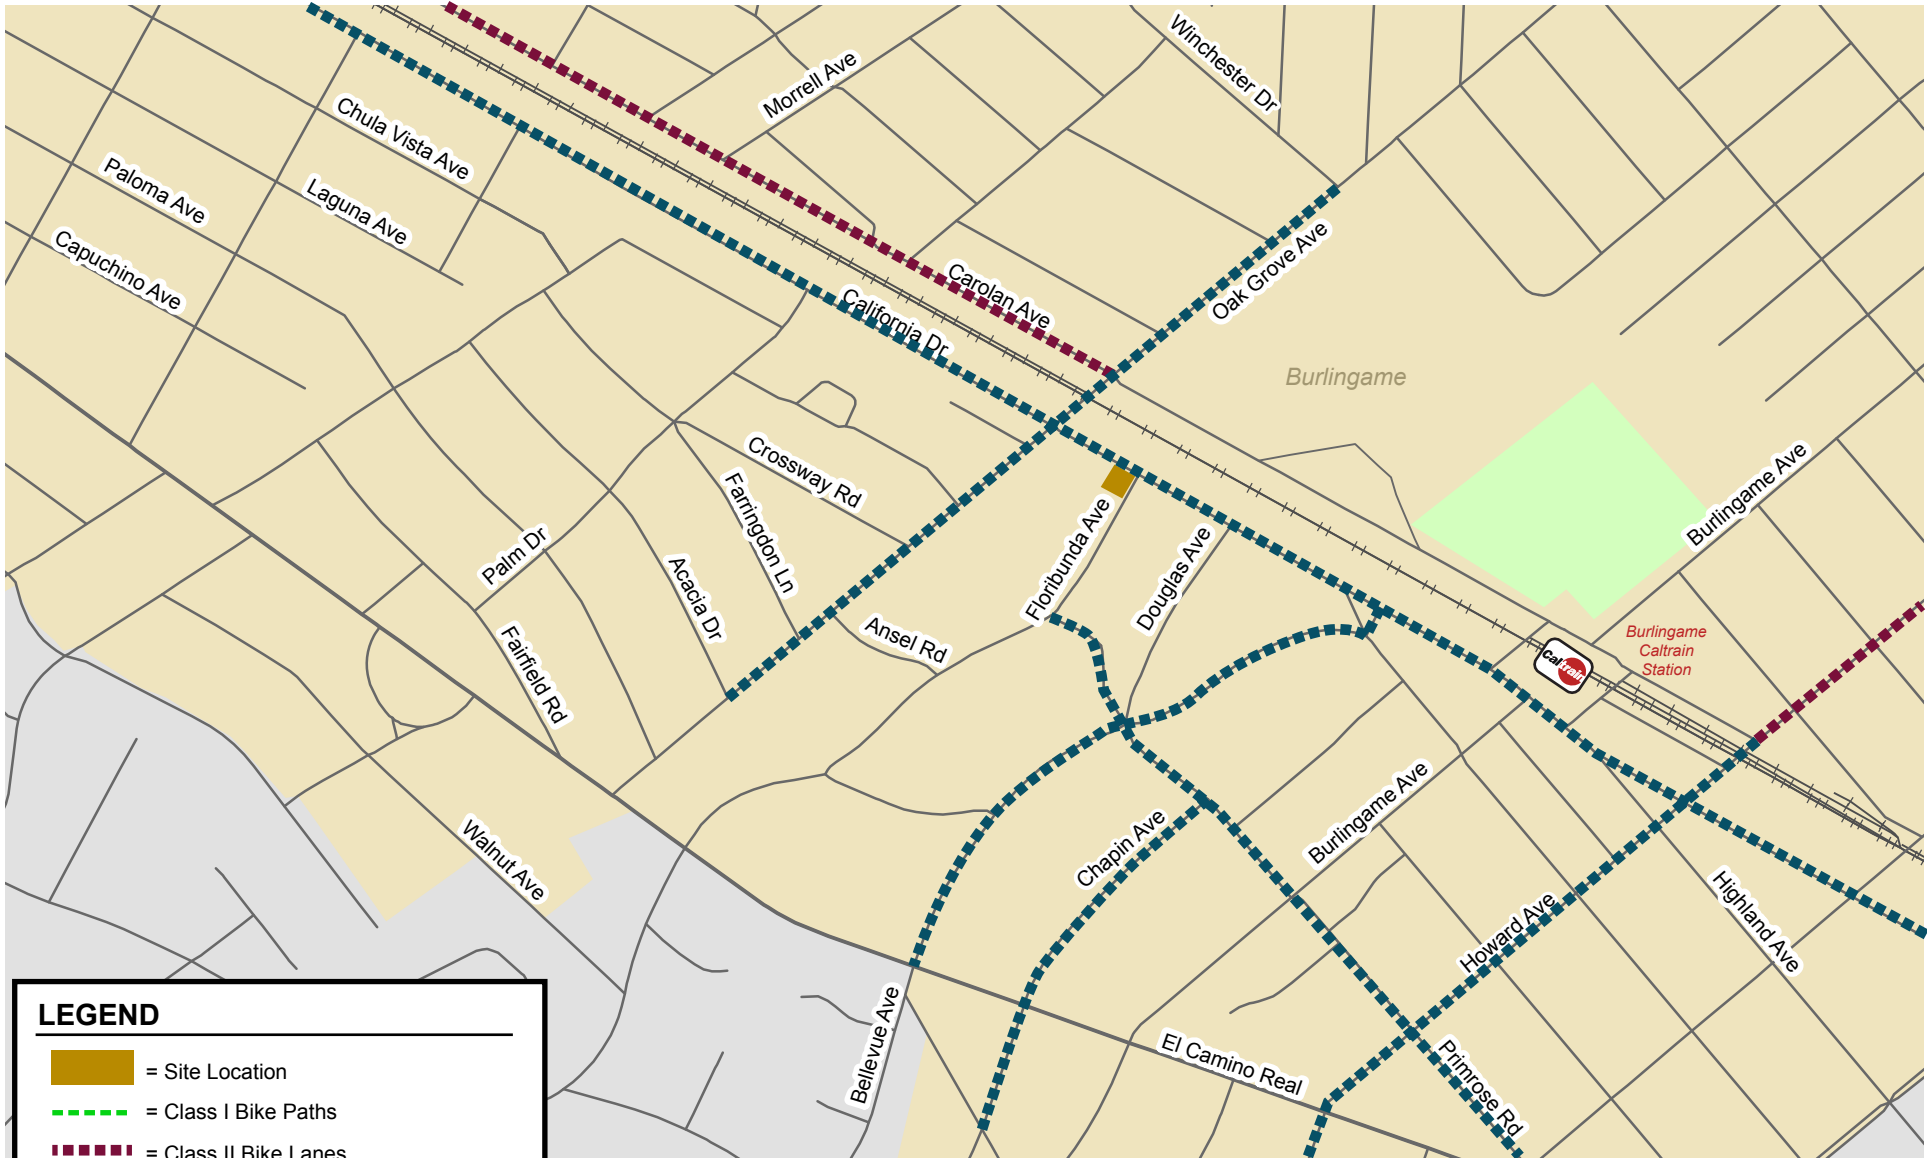 Winchester Dr
Morrell Ave
Chula Vista Ave
Paloma Ave
Laguna Ave
Capuchino Ave
Oak Grove Ave
Carolan Ave
California Dr
Burlingame
Crossway Rd
Farringdon Ln
Burlingame Ave
Palm Dr
Acacia Dr
Floribunda Ave
Douglas Ave
Fairfield Rd
Ansel Rd
Burlingame
Caltrain
Station
Caltrain
Burlingame Ave
Chapin Ave
Walnut Ave
Howard Ave
Highland Ave
Bellevue Ave
El Camino Real
Primrose Rd
LEGEND
= Site Location
= Class I Bike Paths
= Class II Bike Lanes